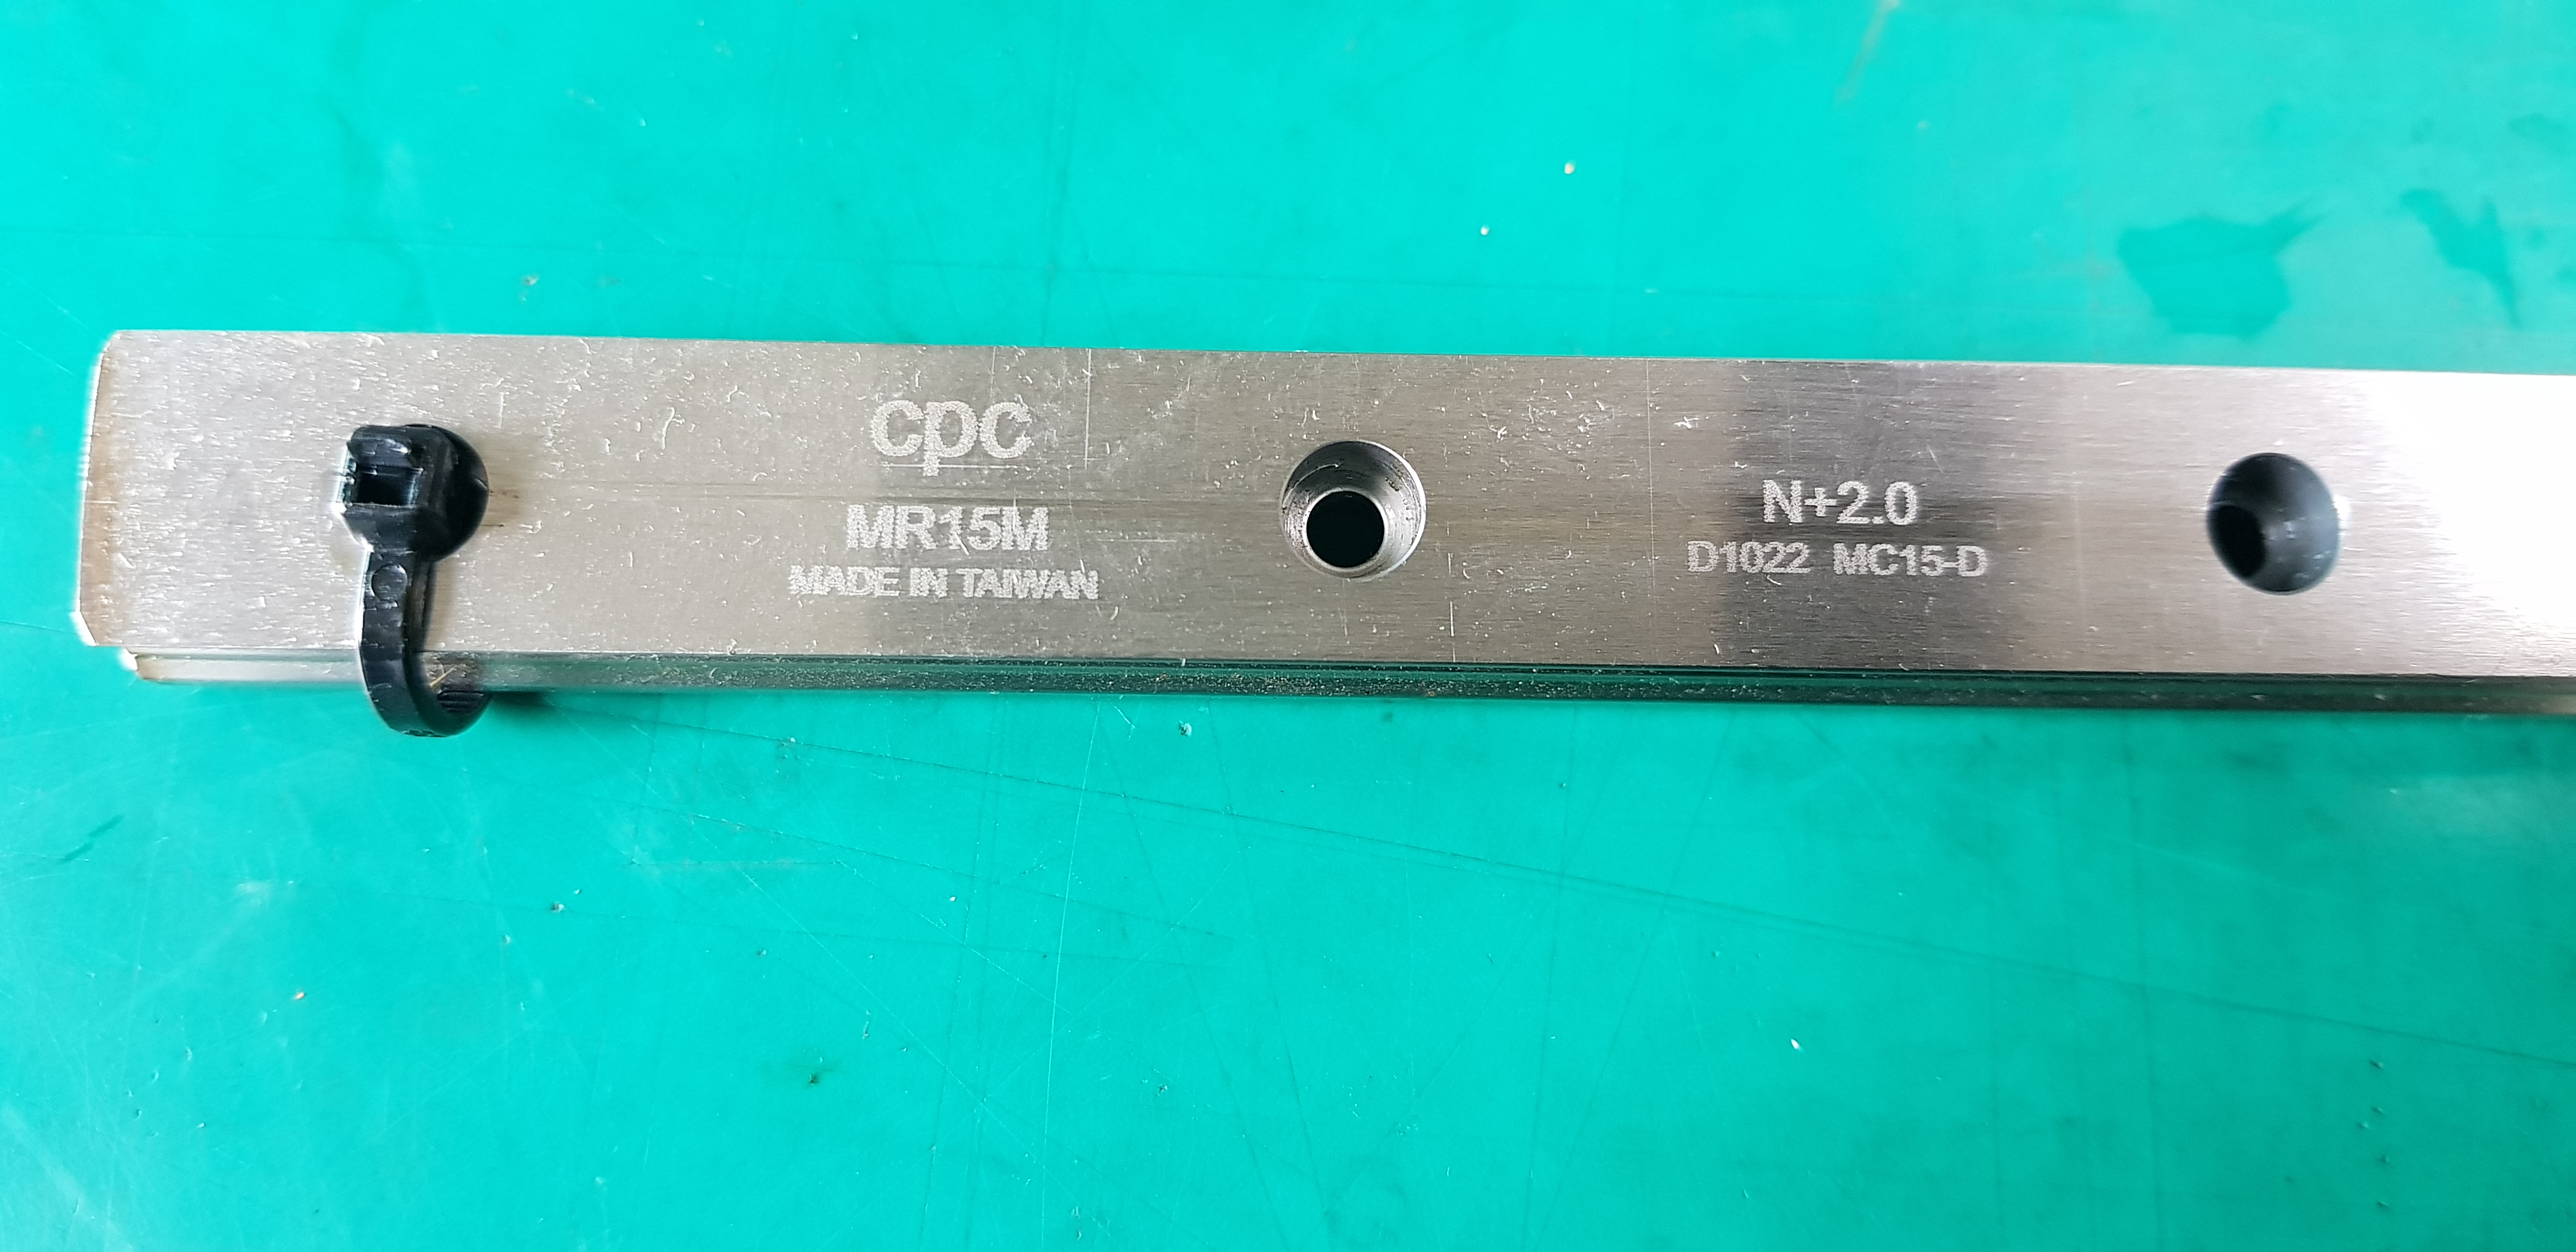 cpc
MR15M
MADE IN TAIWAN
N+2.0
D1022 MC15-D